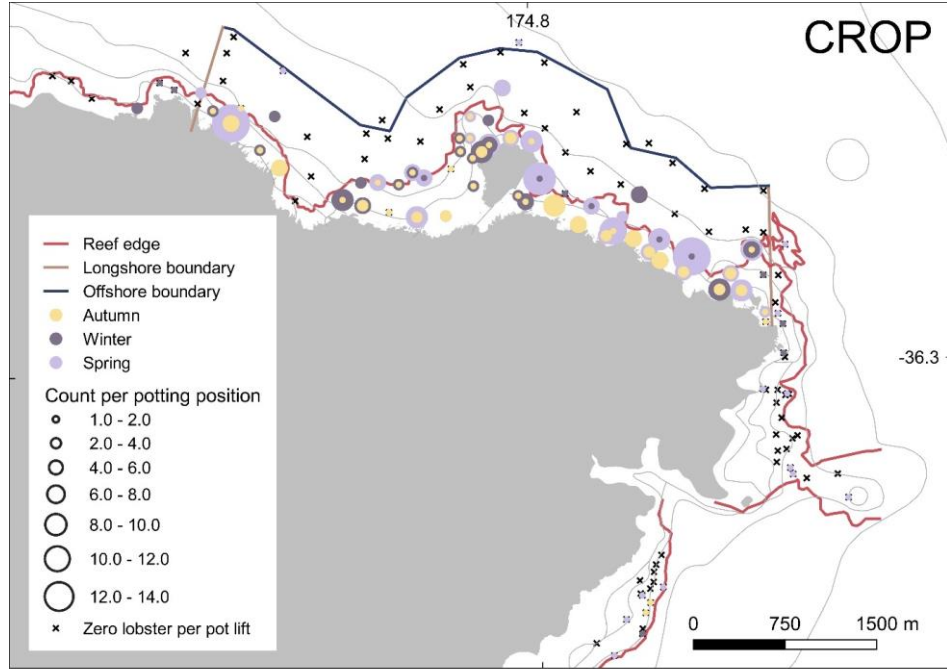 174.8
CROP
Reef edge
Longshore boundary
Offshore boundary
Autumn
Winter
Spring
-36.3
Count per potting position
1.0 - 2.0
2.0 - 4.0
4.0 - 6.0
6.0 - 8.0
8.0 - 10.0
10.0 - 12.0
12.0 - 14.0
Zero lobster per pot lift
0 750 1500 m